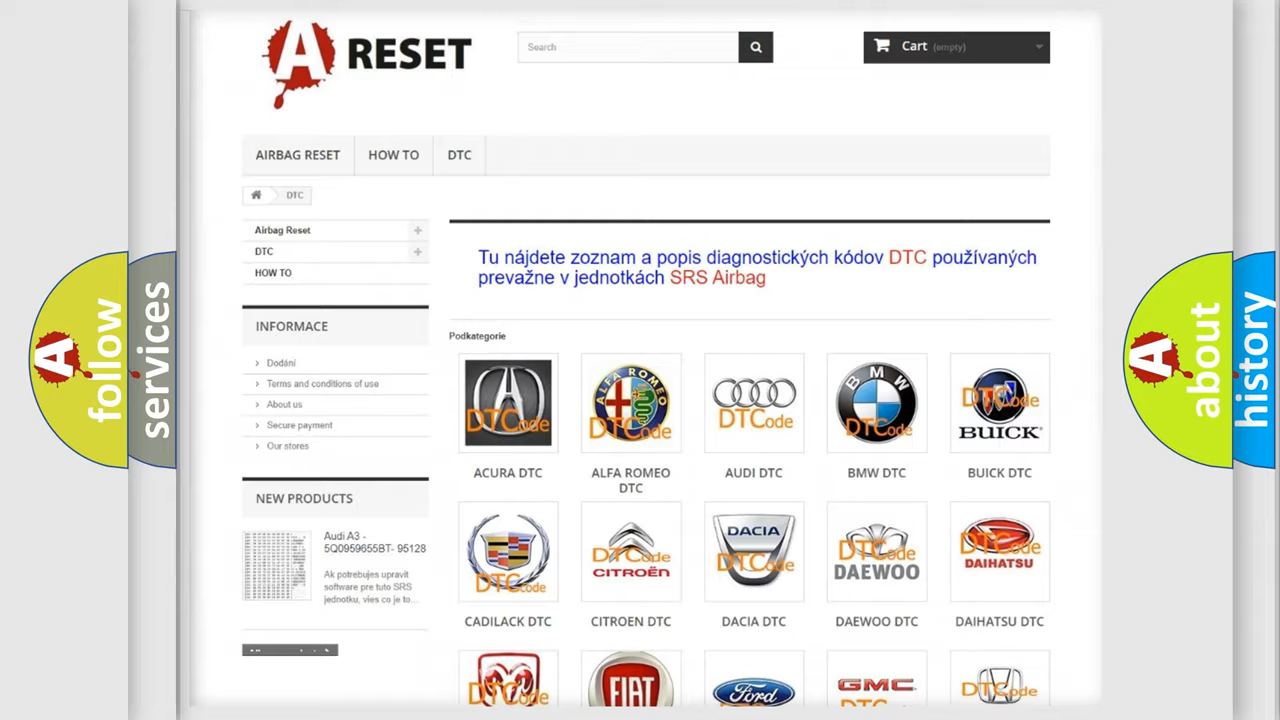 A RESET
Search
Cart (empty)
AIRBAG RESET
HOW TO
DTC
DTC
Airbag Reset
DTC
HOW TO
Tu nájdete zoznam a popis diagnostických kódov DTC používaných
prevažne v jednotkách SRS Airbag
INFORMACE
Dodání
Terms and conditions of use
About us
Secure payment
Our stores
NEW PRODUCTS
Audi A3 -
5Q0959655BT- 95128
Ak potrebujes upravit
software pre tuto SRS
jednotku, vies co je to...
Podkategorie
DTCode
ALFA ROMEO
DTCode
DTCode
BMW
DTCode
DTCode
BUICK
ACURA DTC
ALFA ROMEO
DTC
AUDI DTC
BMW DTC
BUICK DTC
DTCode
DTCode
CITROËN
DACIA
DTCode
DTCode
DAEWOO
DTCode
DAIHATSU
CADILACK DTC
CITROEN DTC
DACIA DTC
DAEWOO DTC
DAIHATSU DTC
DTCode
FIAT
Ford
GMC
DTCode
A follow
services
A about
history